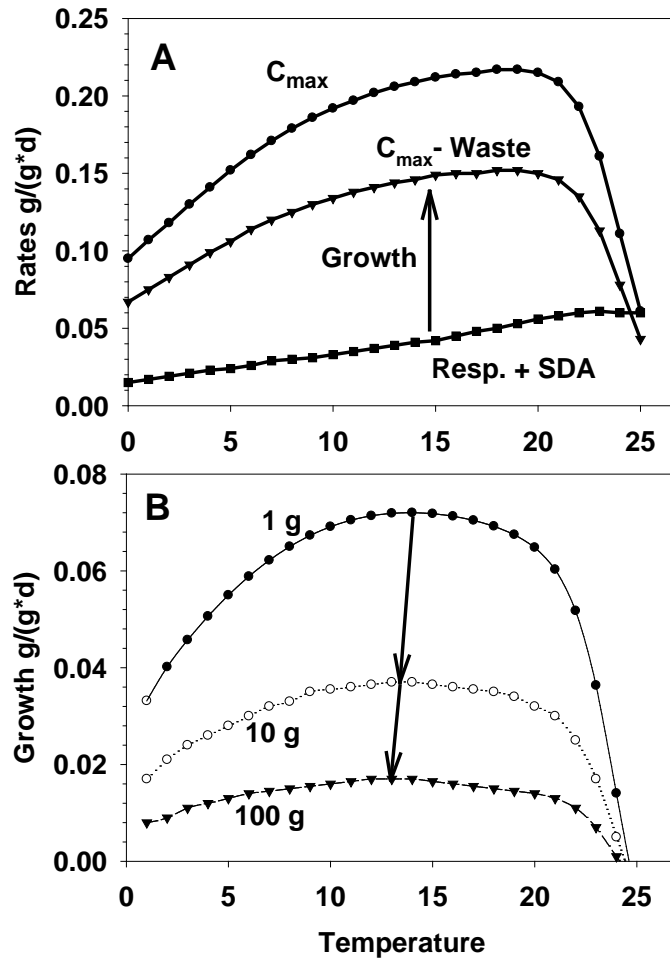 A
C_max
C_max- Waste
Growth
Resp. + SDA
Rates g/(g*d)
0.25
0.20
0.15
0.10
0.05
0.00
0 5 10 15 20 25
B
1 g
10 g
100 g
Growth g/(g*d)
0.08
0.06
0.04
0.02
0.00
0 5 10 15 20 25
Temperature